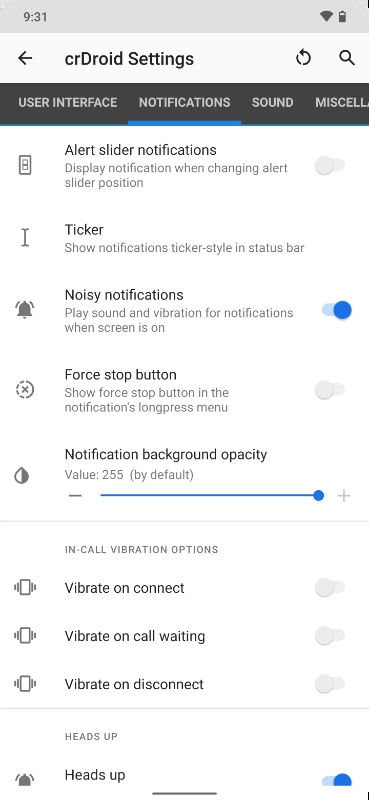 9:31
crDroid Settings
USER INTERFACE NOTIFICATIONS SOUND MISCELLA
Alert slider notifications
Display notification when changing alert
slider position
Ticker
Show notifications ticker-style in status bar
Noisy notifications
Play sound and vibration for notifications
when screen is on
Force stop button
Show force stop button in the
notification's longpress menu
Notification background opacity
Value: 255 (by default)
IN-CALL VIBRATION OPTIONS
Vibrate on connect
Vibrate on call waiting
Vibrate on disconnect
HEADS UP
Heads up